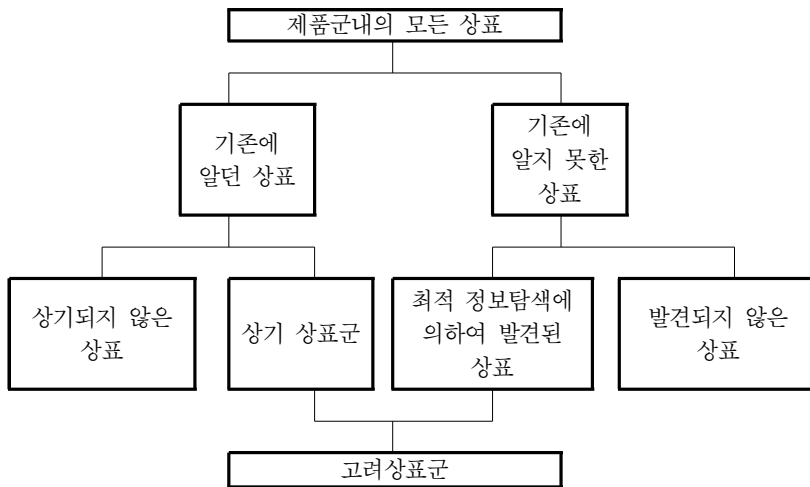 제품군내의 모든 상표
기존에
알던 상표
기존에
알지 못한
상표
상기되지 않은
상표
상기 상표군
최적 정보탐색에
의하여 발견된
상표
발견되지 않은
상표
고려상표군